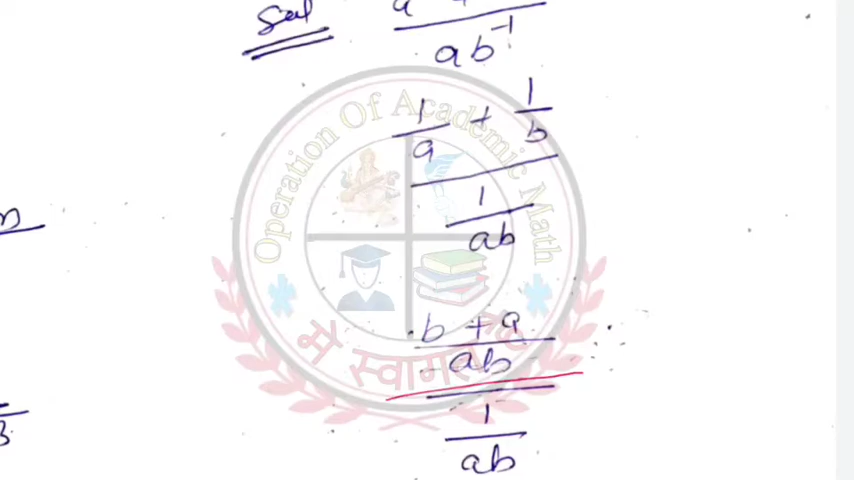 Sol
ab⁻¹
1/a + 1/b
1/ab
b + a
ab
1
ab
Operation Of Academic Math
में स्वागत है